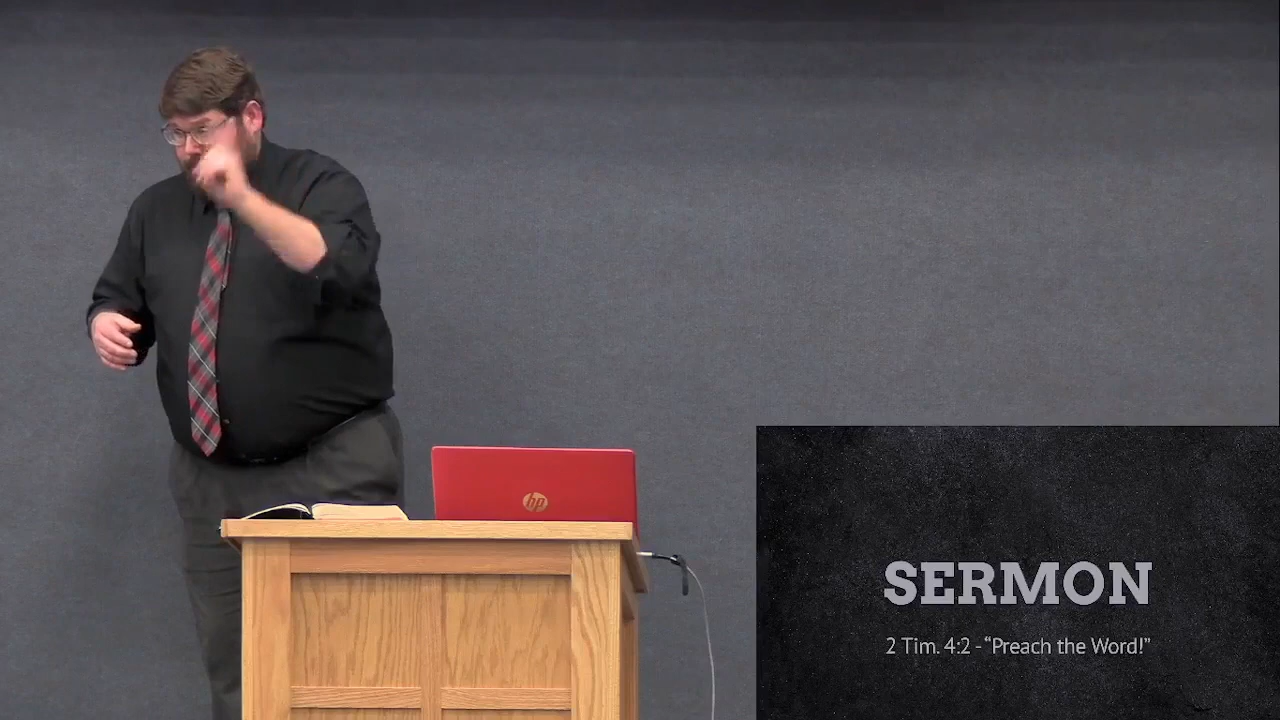 hp
SERMON
2 Tim. 4:2 - “Preach the Word!”